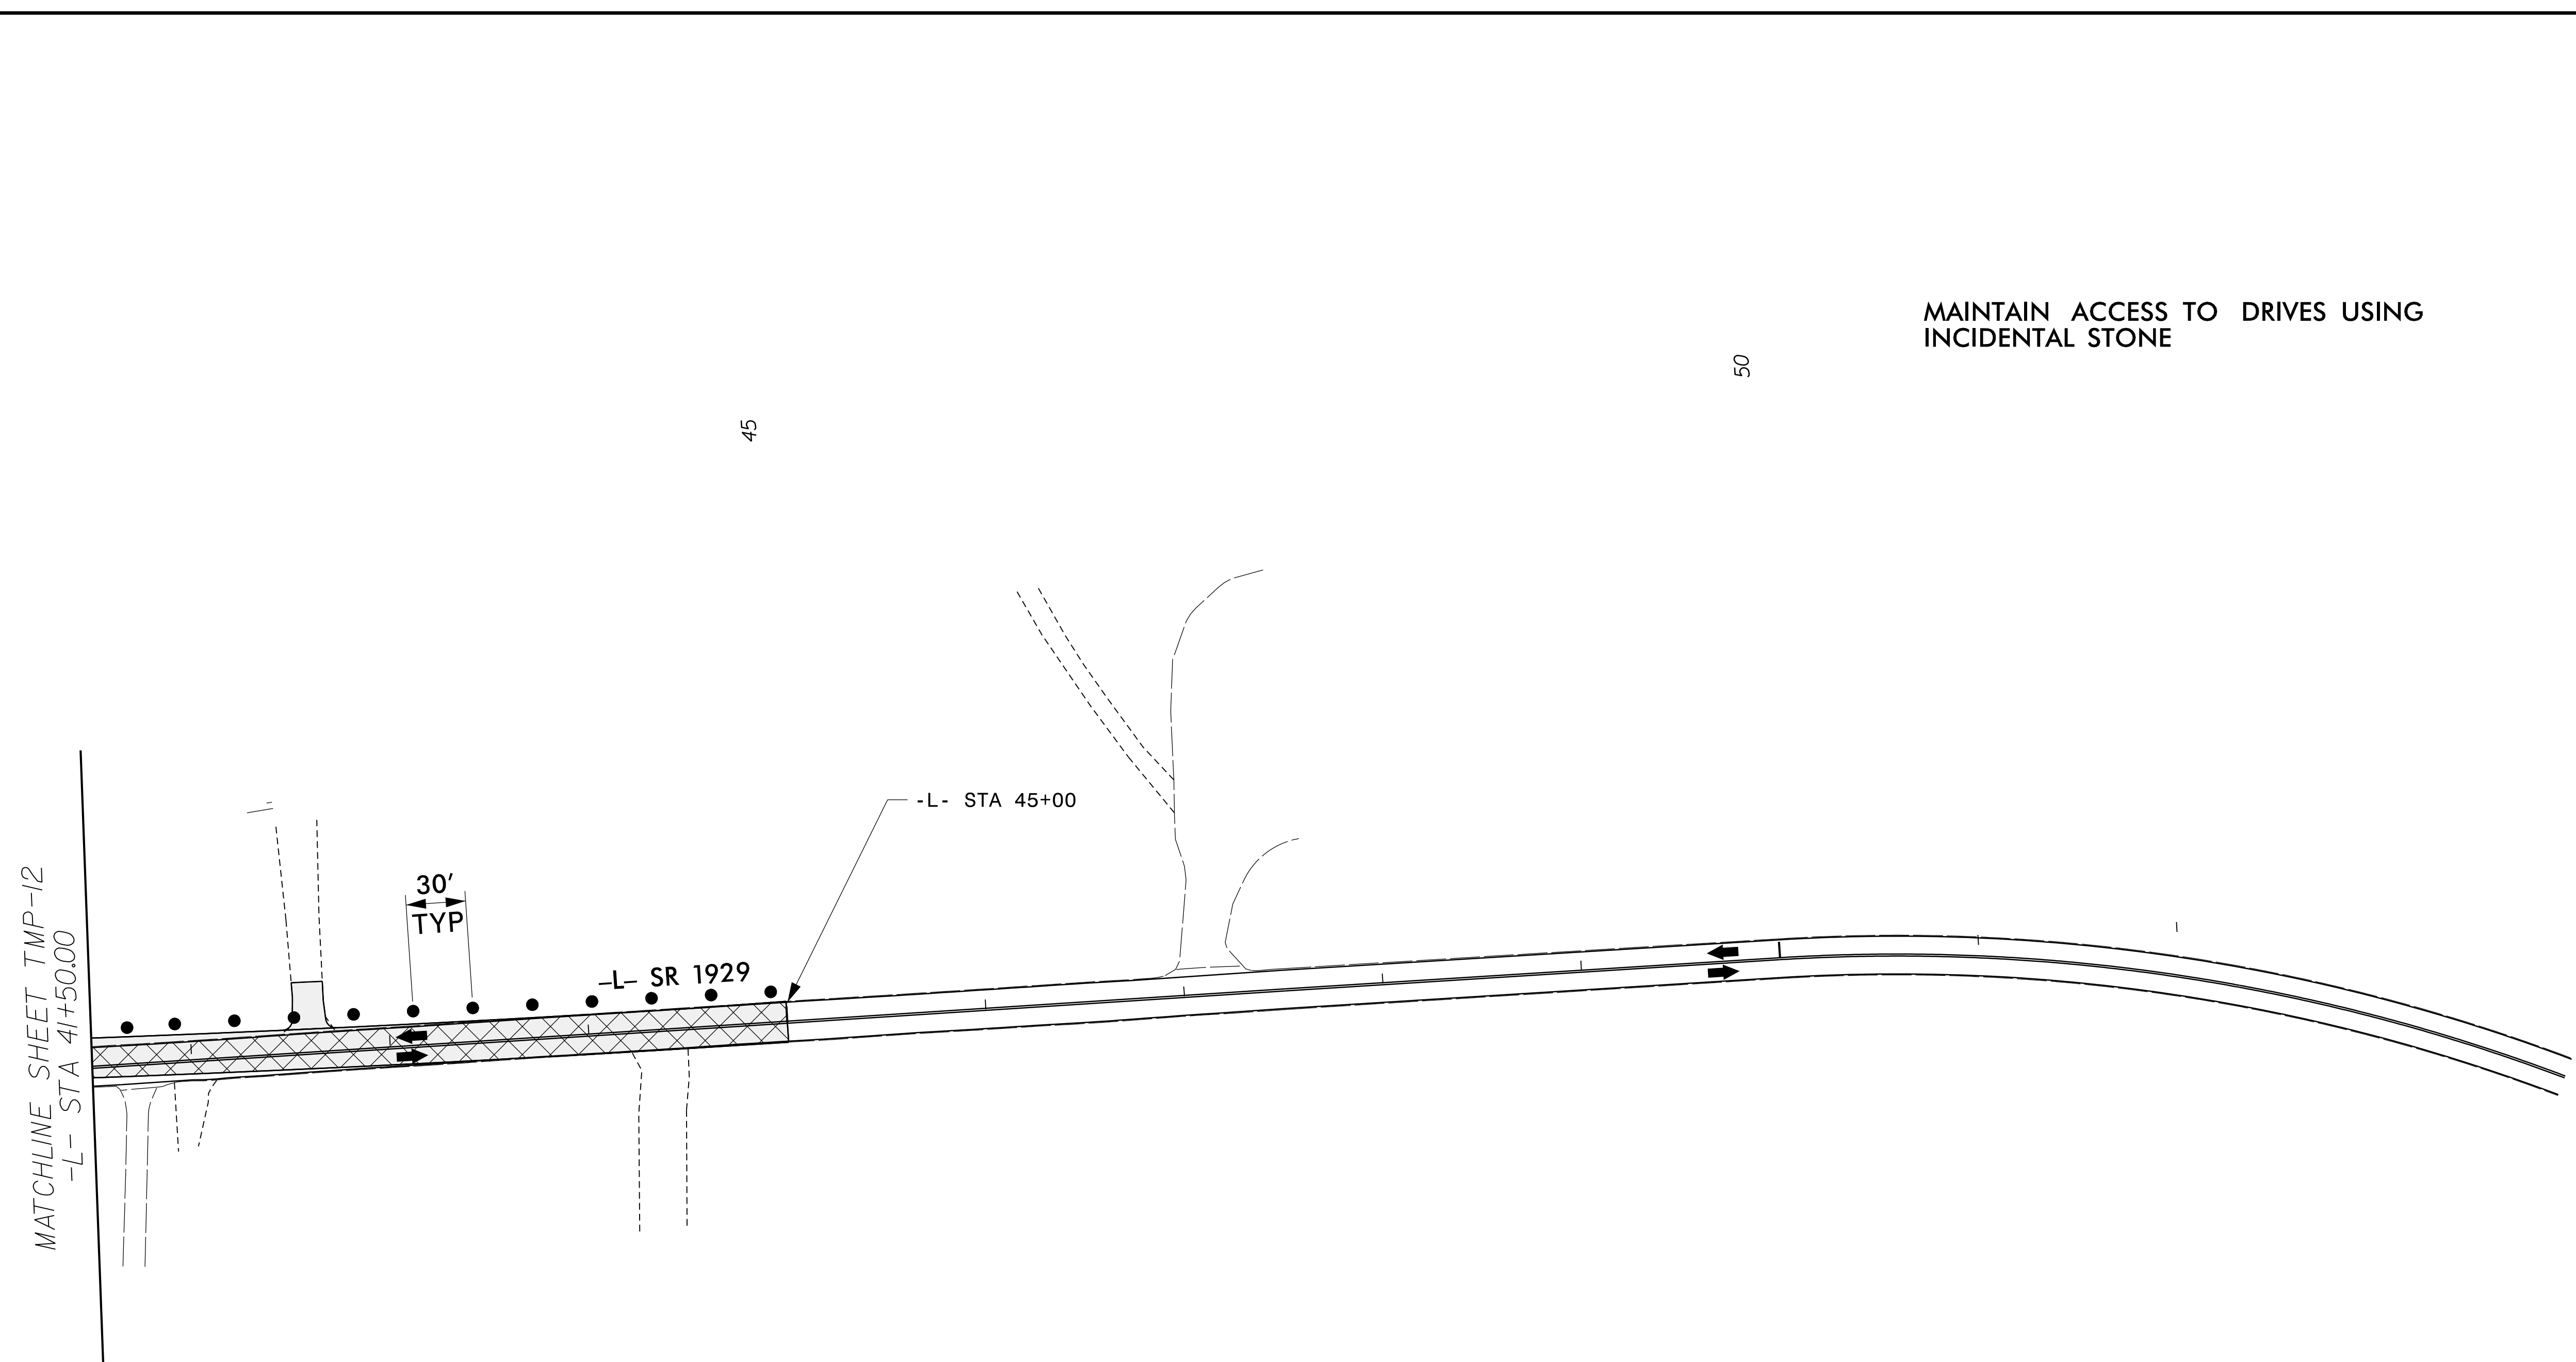 MAINTAIN ACCESS TO DRIVES USING
INCIDENTAL STONE
50
45
-L- STA 45+00
30'
TYP
-L- SR 1929
MATCHLINE SHEET TMP-12
-L- STA 41+50.00